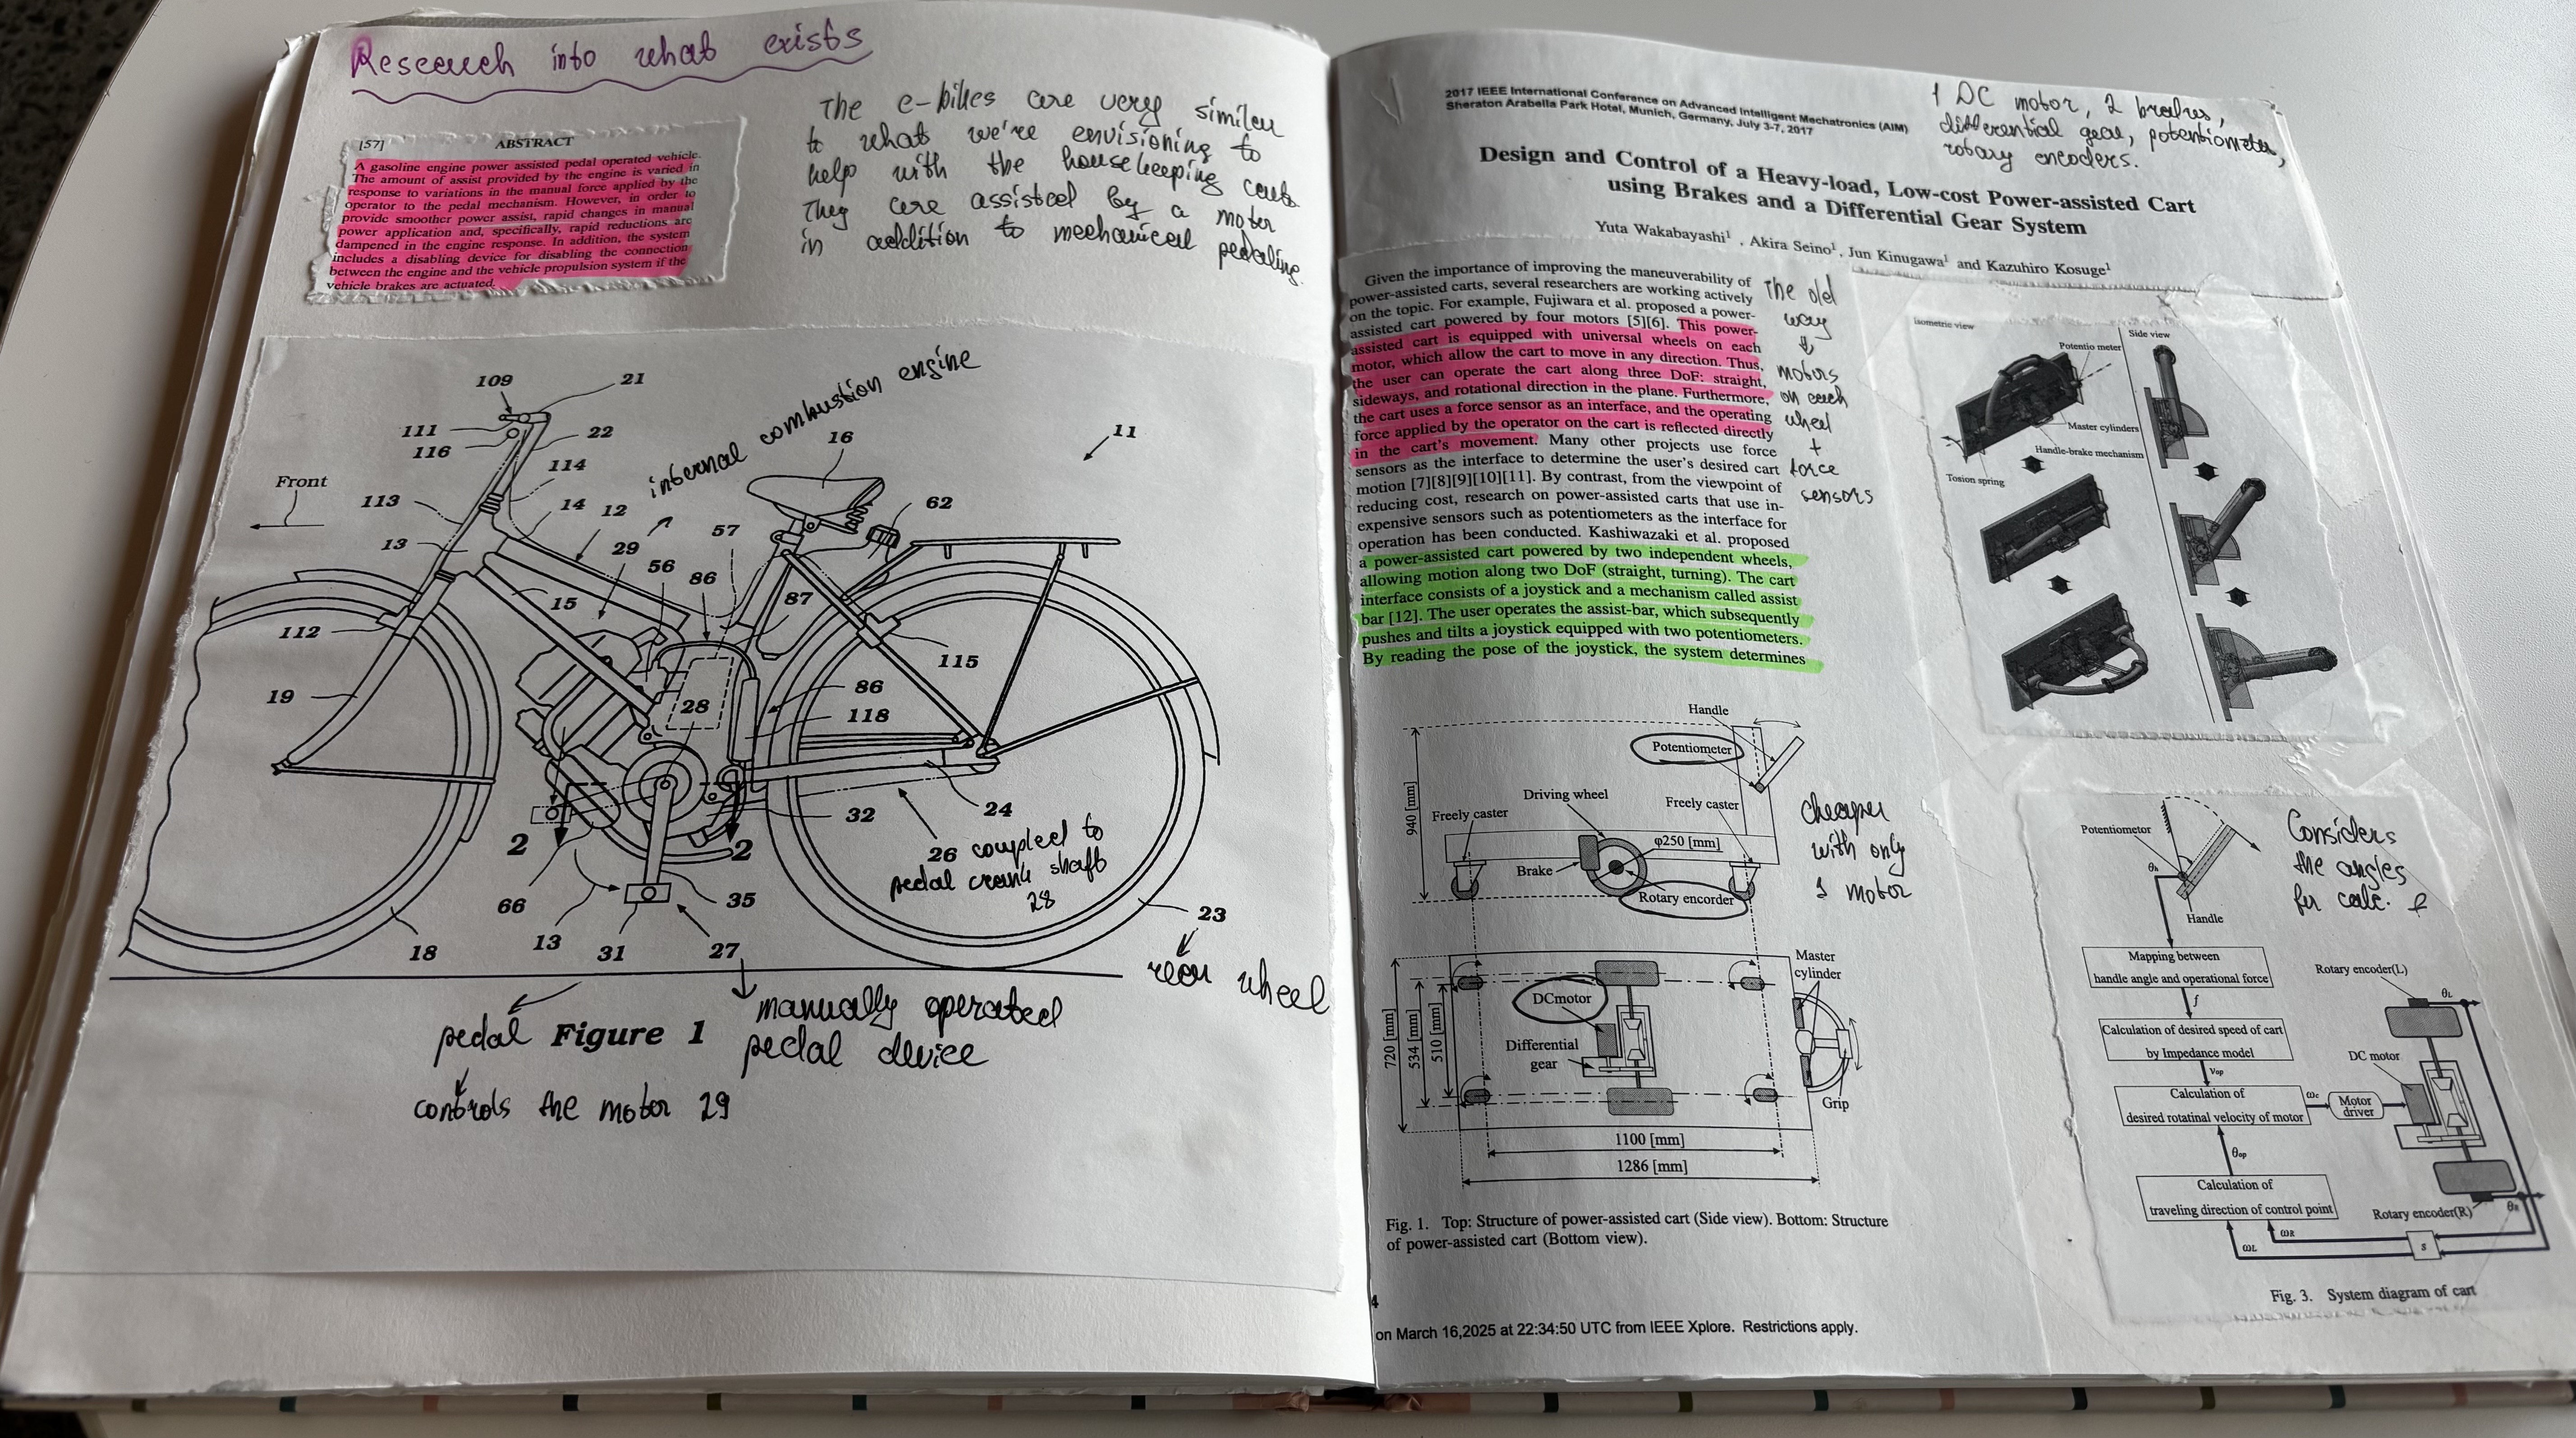 Research into what exists
[57] ABSTRACT
A gasoline engine power assisted pedal operated vehicle.
The amount of assist provided by the engine is varied in
response to variations in the manual force applied by the
operator to the pedal mechanism. However, in order to
provide smoother power assist, rapid changes in manual
power application and, specifically, rapid reductions are
dampened in the engine response. In addition, the system
includes a disabling device for disabling the connection
between the engine and the vehicle propulsion system if the
vehicle brakes are actuated.
The e-bikes are very similar
to what we're envisioning to
help with the housekeeping carts
They are assisted by a motor
in addition to mechanical pedaling.
109
21
111
116
22
114
Front
113
14
12
13
29
internal combustion engine
16
11
57
62
56
86
15
87
112
115
19
28
86
118
24
32
2
2
26 coupled to
pedal crank shaft
28
35
66
13
31
27
18
23
rear wheel
pedal
Figure 1
manually operated
pedal device
controls the motor 29
2017 IEEE International Conference on Advanced Intelligent Mechatronics (AIM)
Sheraton Arabella Park Hotel, Munich, Germany, July 3-7, 2017
1 DC motor, 2 brakes,
differential gear, potentiometer,
rotary encoders.
Design and Control of a Heavy-load, Low-cost Power-assisted Cart
using Brakes and a Differential Gear System
Yuta Wakabayashi1 , Akira Seino1 , Jun Kinugawa1 and Kazuhiro Kosuge1
Given the importance of improving the maneuverability of
power-assisted carts, several researchers are working actively
on the topic. For example, Fujiwara et al. proposed a power-
assisted cart powered by four motors [5][6]. This power-
assisted cart is equipped with universal wheels on each
motor, which allow the cart to move in any direction. Thus,
the user can operate the cart along three DoF: straight,
sideways, and rotational direction in the plane. Furthermore,
the cart uses a force sensor as an interface, and the operating
force applied by the operator on the cart is reflected directly
in the cart's movement. Many other projects use force
sensors as the interface to determine the user's desired cart
motion [7][8][9][10][11]. By contrast, from the viewpoint of
reducing cost, research on power-assisted carts that use in-
expensive sensors such as potentiometers as the interface for
operation has been conducted. Kashiwazaki et al. proposed
a power-assisted cart powered by two independent wheels,
allowing motion along two DoF (straight, turning). The cart
interface consists of a joystick and a mechanism called assist
bar [12]. The user operates the assist-bar, which subsequently
pushes and tilts a joystick equipped with two potentiometers.
By reading the pose of the joystick, the system determines
The old
way
motors
on each
wheel
+
force
sensors
Isometric view
Side view
Potentio meter
Master cylinders
Handle-brake mechanism
Tosion spring
Handle
Potentiometer
940 [mm]
Driving wheel
Freely caster
Freely caster
φ250 [mm]
Brake
Rotary encorder
cheaper
with only
1 motor
Master
cylinder
DCmotor
720 [mm]
534 [mm]
510 [mm]
Differential
gear
Grip
1100 [mm]
1286 [mm]
Fig. 1. Top: Structure of power-assisted cart (Side view). Bottom: Structure
of power-assisted cart (Bottom view).
4
on March 16,2025 at 22:34:50 UTC from IEEE Xplore. Restrictions apply.
Potentiometor
θh
Handle
Considers
the angles
for calc.
Mapping between
handle angle and operational force
f
Rotary encoder(L)
θL
Calculation of desired speed of cart
by Impedance model
vop
DC motor
Calculation of
desired rotatinal velocity of motor
ωc
Motor
driver
θop
Calculation of
traveling direction of control point
Rotary encoder(R)
θR
ωR
ωL
s
Fig. 3. System diagram of cart